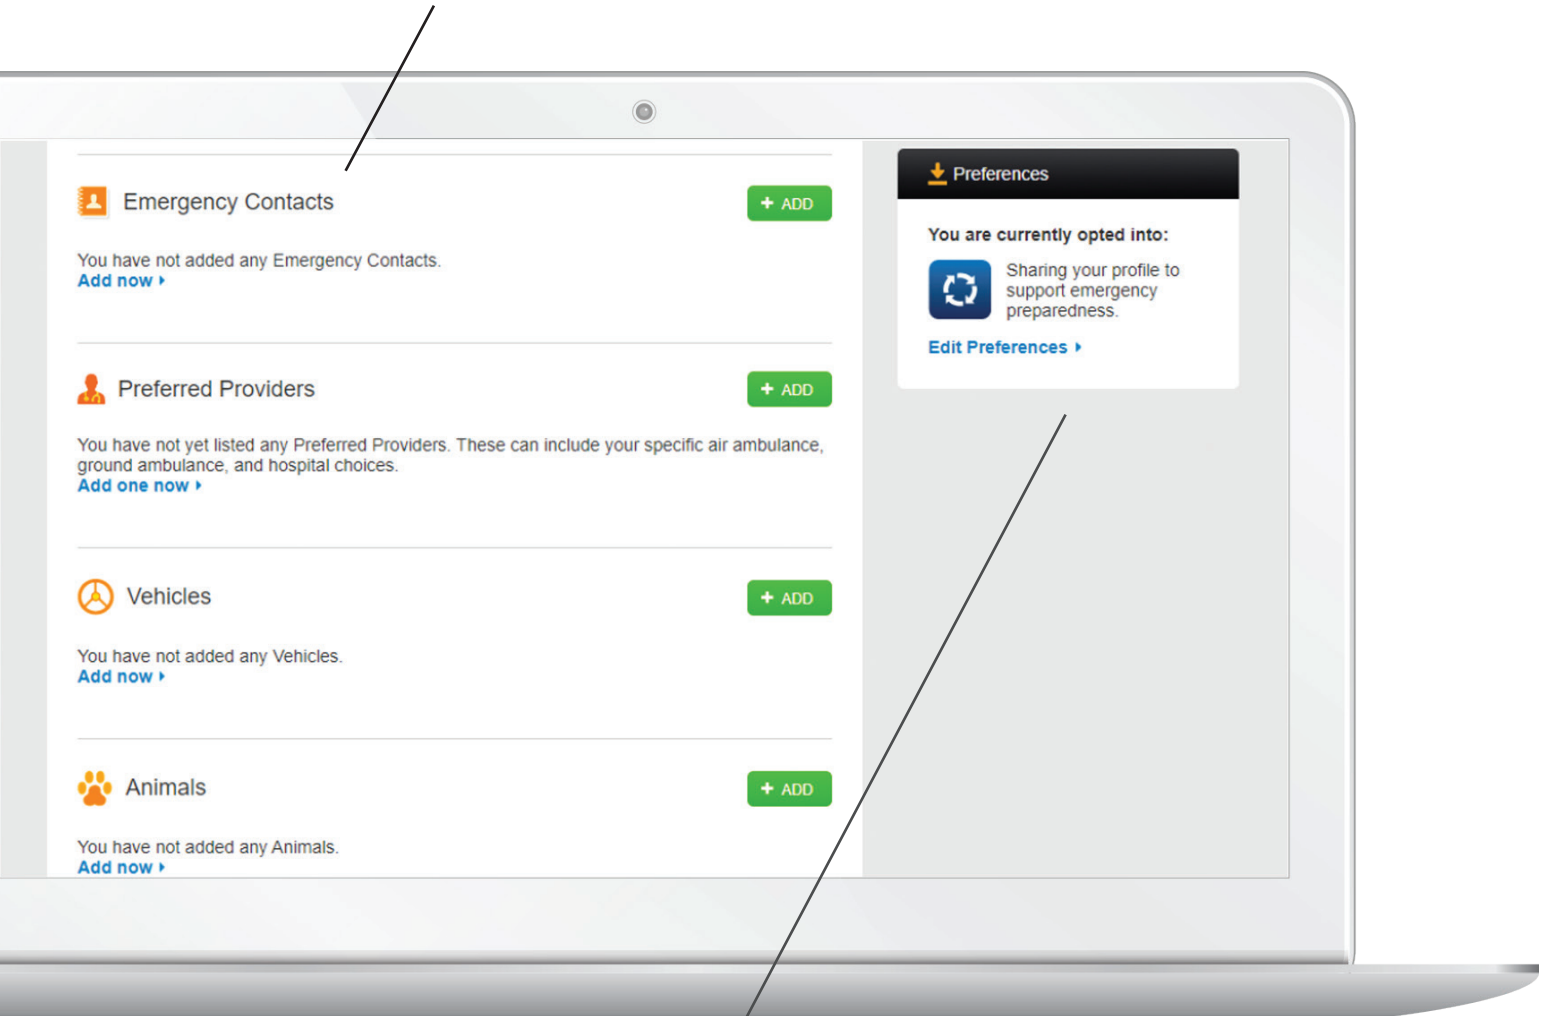 Emergency Contacts
+ ADD
You have not added any Emergency Contacts.
Add now
Preferred Providers
+ ADD
You have not yet listed any Preferred Providers. These can include your specific air ambulance,
ground ambulance, and hospital choices.
Add one now
Vehicles
+ ADD
You have not added any Vehicles.
Add now
Animals
+ ADD
You have not added any Animals.
Add now
Preferences
You are currently opted into:
Sharing your profile to
support emergency
preparedness.
Edit Preferences